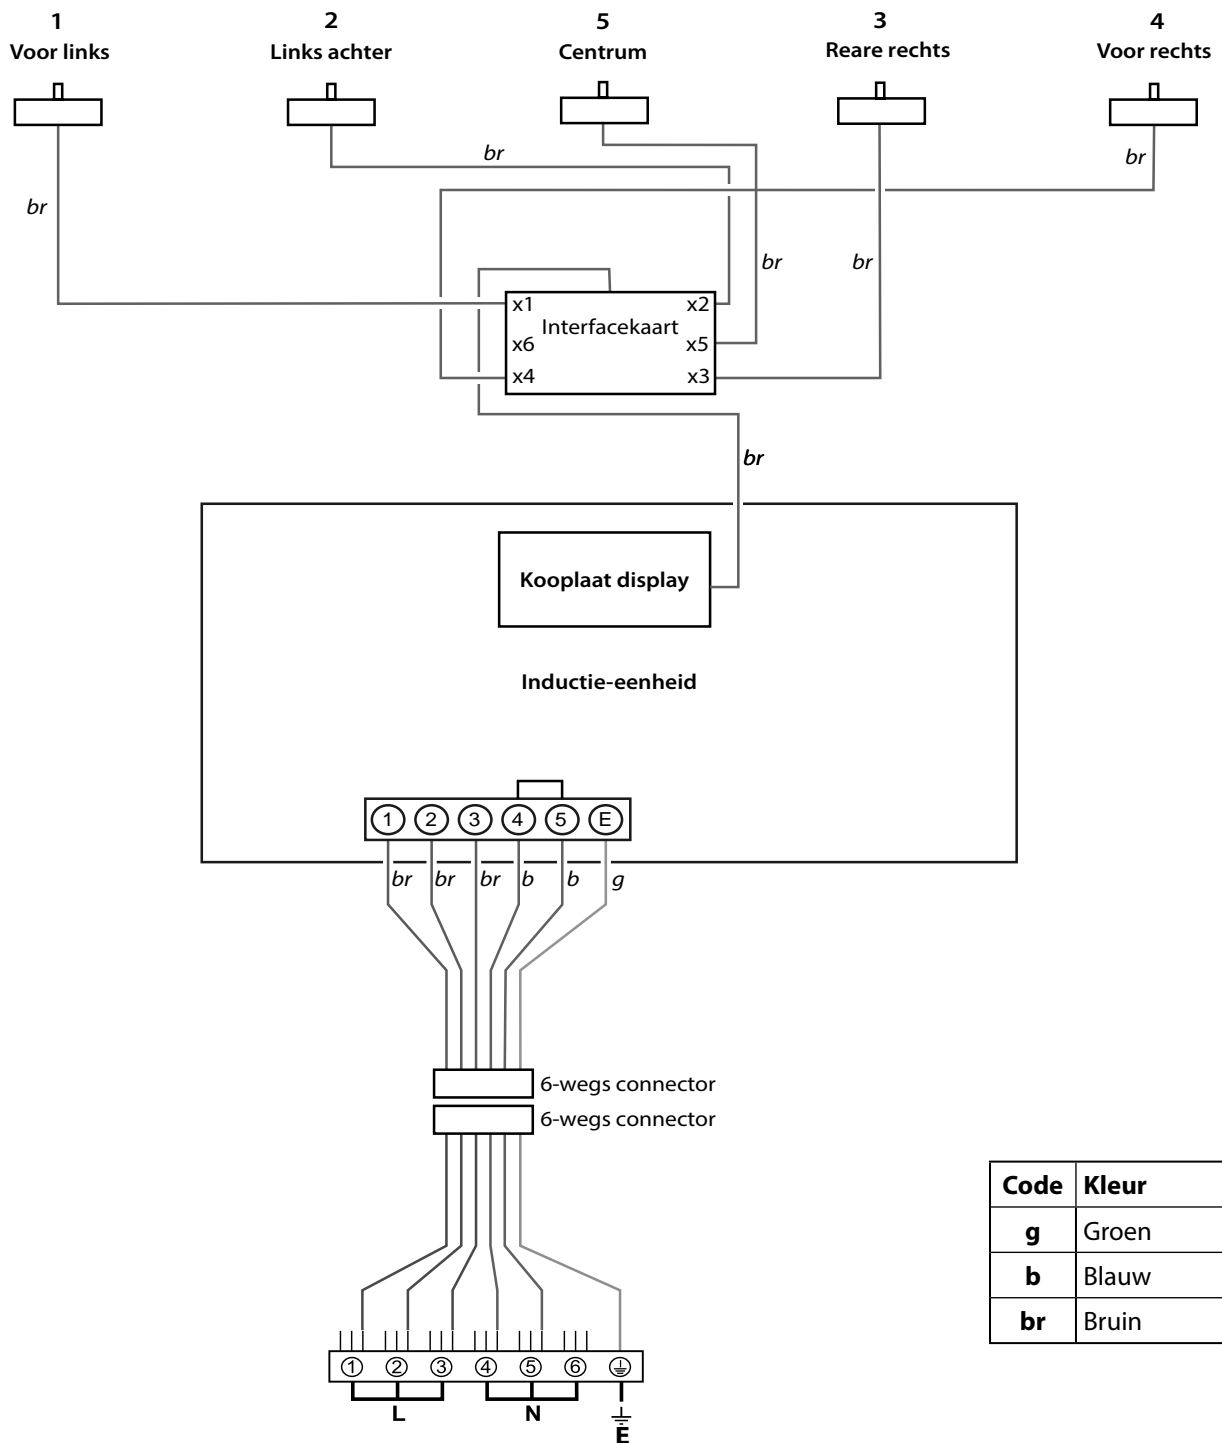 1 2 5 3 4
Voor links Links achter Centrum Reare rechts Voor rechts
br br
br
br br
x1 x2
Interfacekaart
x6 x5
x4 x3
br
Kooplaat display
Inductie-eenheid
1 2 3 4 5 E
br br br b b g
6-wegs connector
6-wegs connector
Code Kleur
g Groen
b Blauw
br Bruin
1 2 3 4 5 6
L N
E